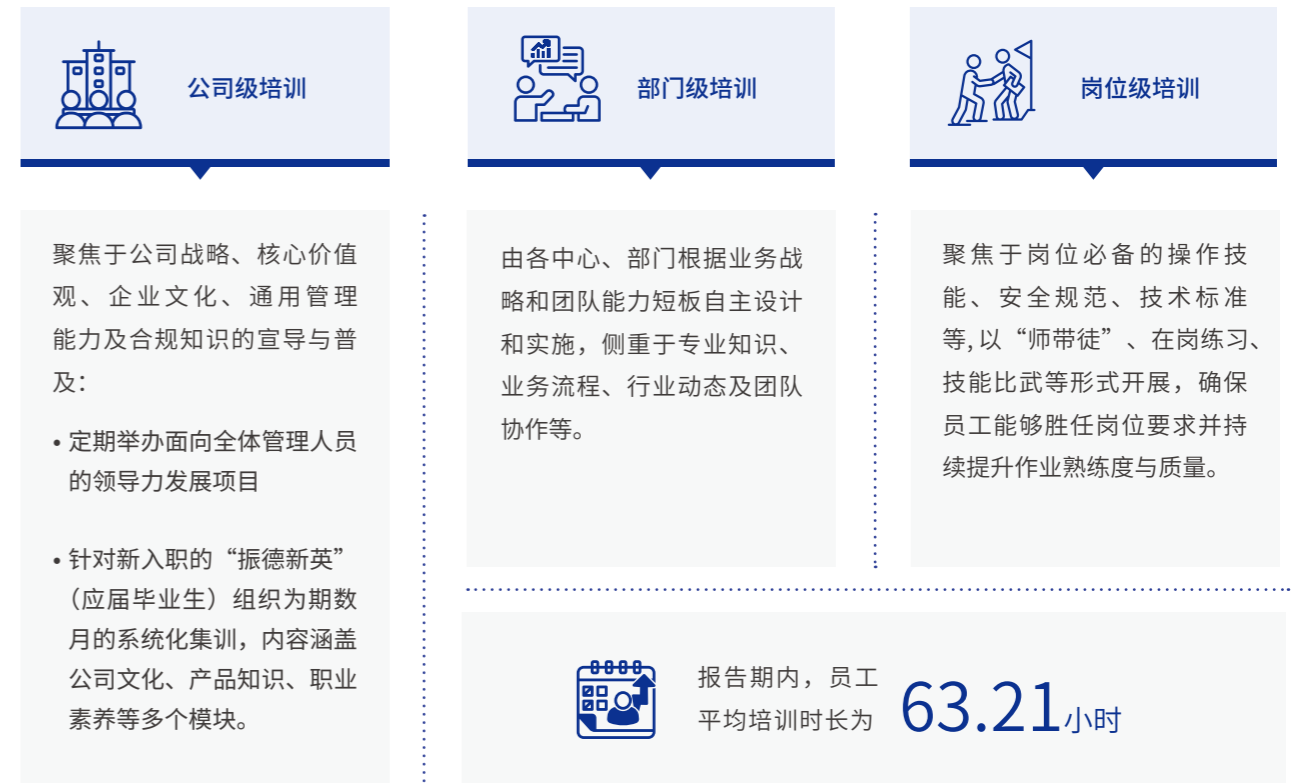 公司级培训
聚焦于公司战略、核心价值
观、企业文化、通用管理
能力及合规知识的宣导与普
及：
• 定期举办面向全体管理人员
的领导力发展项目
• 针对新入职的“振德新英”
（应届毕业生）组织为期数
月的系统化集训，内容涵盖
公司文化、产品知识、职业
素养等多个模块。
部门级培训
由各中心、部门根据业务战
略和团队能力短板自主设计
和实施，侧重于专业知识、
业务流程、行业动态及团队
协作等。
岗位级培训
聚焦于岗位必备的操作技
能、安全规范、技术标准
等,以“师带徒”、在岗练习、
技能比武等形式开展，确保
员工能够胜任岗位要求并持
续提升作业熟练度与质量。
报告期内，员工
平均培训时长为
63.21小时